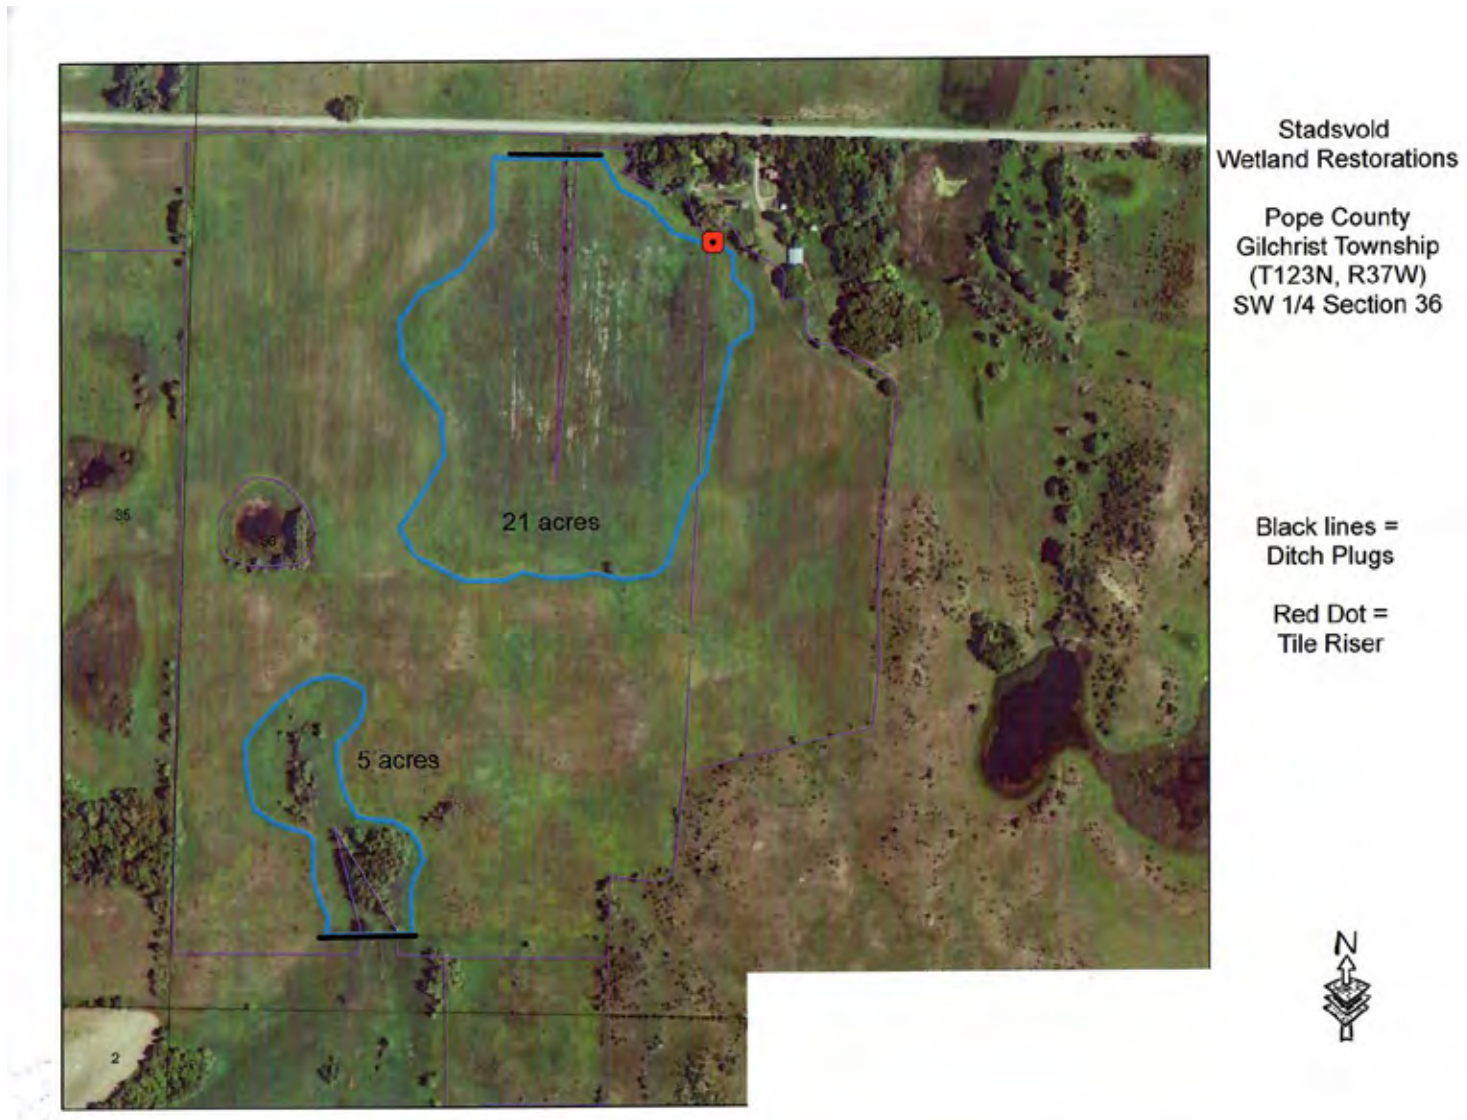 Stadsvold
Wetland Restorations
Pope County
Gilchrist Township
(T123N, R37W)
SW 1/4 Section 36
21 acres
35
36
Black lines =
Ditch Plugs
Red Dot =
Tile Riser
5 acres
N
2